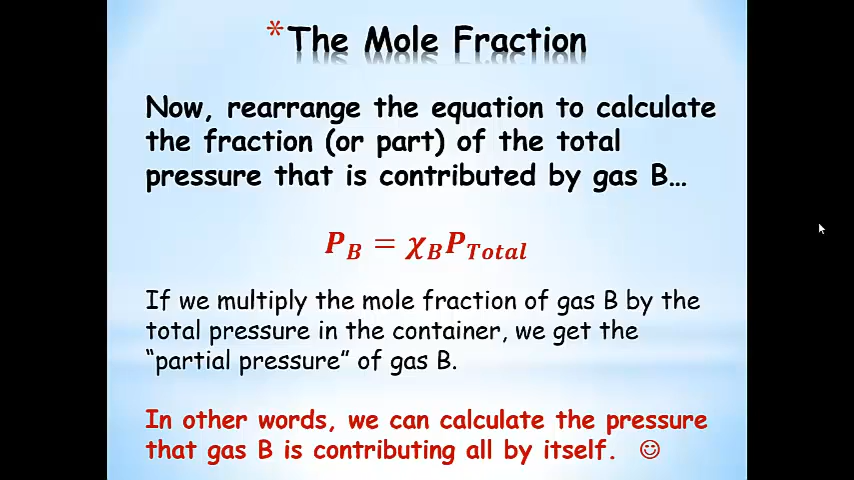 *The Mole Fraction
Now, rearrange the equation to calculate
the fraction (or part) of the total
pressure that is contributed by gas B…
P_B = χ_B P_Total
If we multiply the mole fraction of gas B by the
total pressure in the container, we get the
“partial pressure” of gas B.
In other words, we can calculate the pressure
that gas B is contributing all by itself. ☺